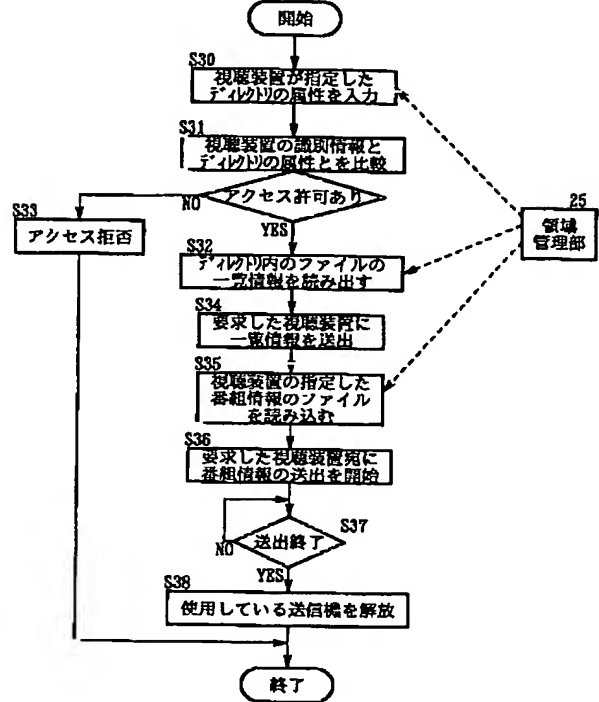 開始
S30
視聴装置が指定した
ディレクトリの属性を入力
S31
視聴装置の識別情報と
ディレクトリの属性とを比較
アクセス許可あり
NO
YES
S33
アクセス拒否
25
領域
管理部
S32
ディレクトリ内のファイルの
一覧情報を読み出す
S34
要求した視聴装置に
一覧情報を送出
S35
視聴装置の指定した
番組情報のファイル
を読み込む
S36
要求した視聴装置宛に
番組情報の送出を開始
S37
送出終了
NO
YES
S38
使用している送信機を解放
終了